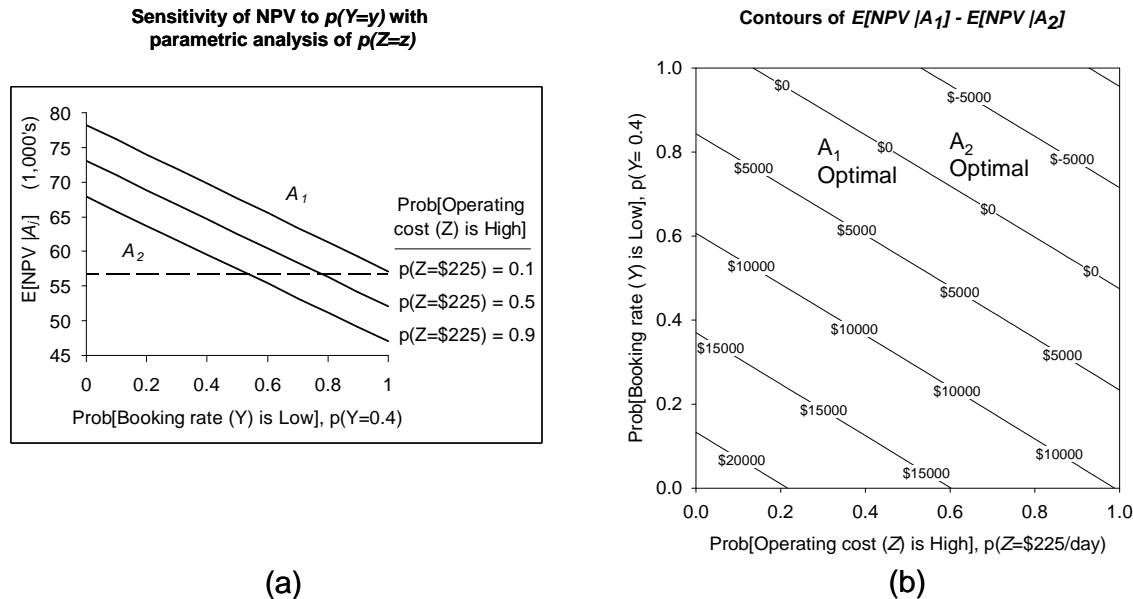 Sensitivity of NPV to p(Y=y) with
parametric analysis of p(Z=z)
80
75
70
65
60
55
50
45
E[NPV |Ai] (1,000's)
A1
A2
Prob[Operating
cost (Z) is High]
p(Z=$225) = 0.1
p(Z=$225) = 0.5
p(Z=$225) = 0.9
0 0.2 0.4 0.6 0.8 1
Prob[Booking rate (Y) is Low], p(Y=0.4)
(a)
Contours of E[NPV |A1] - E[NPV |A2]
1.0
0.8
0.6
0.4
0.2
0.0
Prob[Booking rate (Y) is Low], p(Y= 0.4)
$0
$-5000
A1
Optimal
A2
Optimal
$0
$-5000
$5000
$0
$5000
$0
$10000
$5000
$10000
$5000
$15000
$10000
$15000
$10000
$20000
$15000
0.0 0.2 0.4 0.6 0.8 1.0
Prob[Operating cost (Z) is High], p(Z=$225/day)
(b)